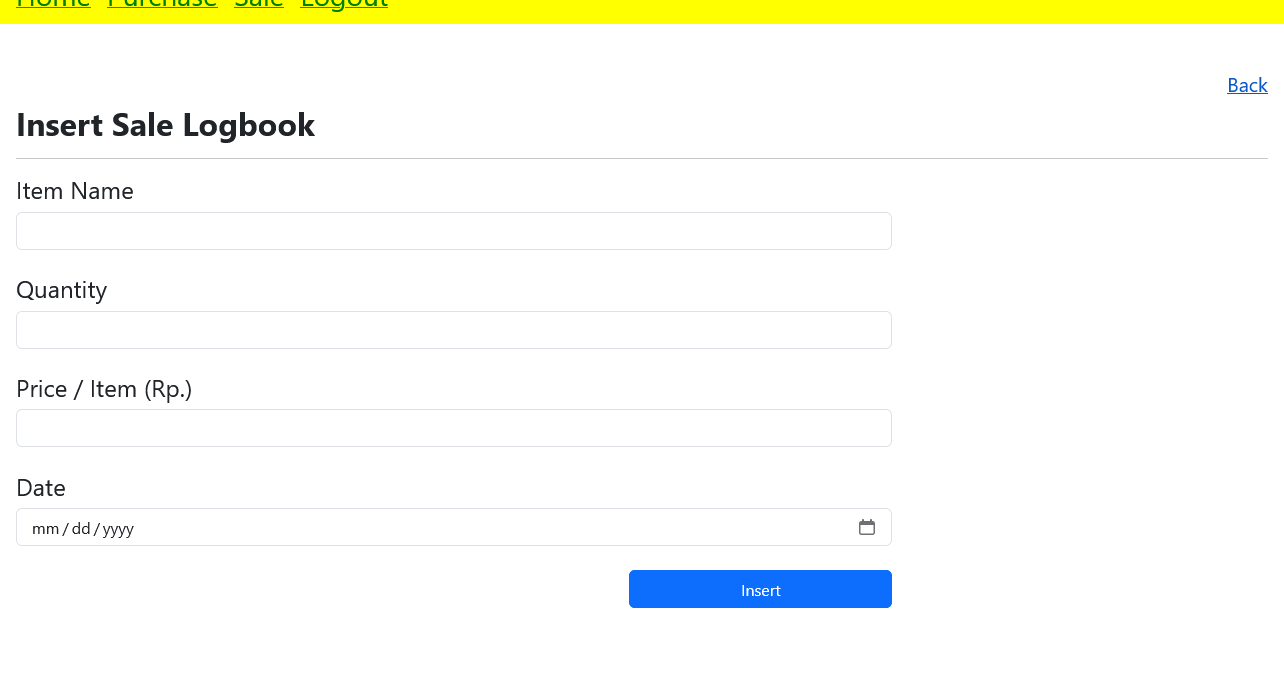 Home Purchase Sale Logout
Back
Insert Sale Logbook
Item Name
Quantity
Price / Item (Rp.)
Date
mm / dd / yyyy
Insert